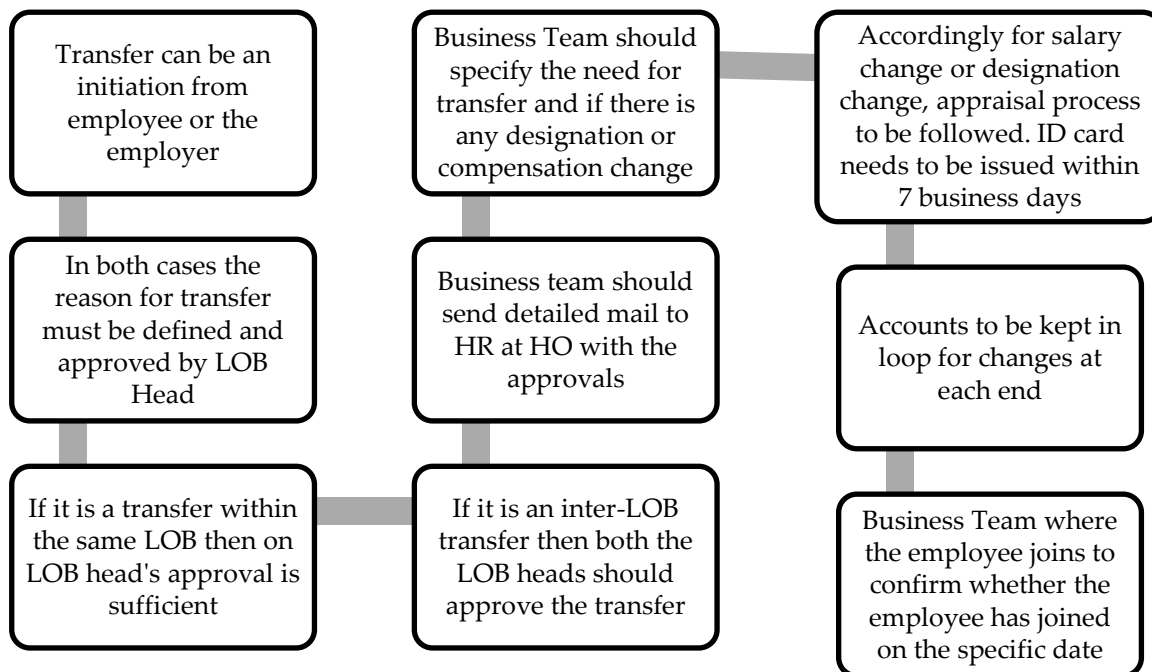 Transfer can be an
initiation from
employee or the
employer
In both cases the
reason for transfer
must be defined and
approved by LOB
Head
If it is a transfer within
the same LOB then on
LOB head's approval is
sufficient
If it is an inter-LOB
transfer then both the
LOB heads should
approve the transfer
Business team should
send detailed mail to
HR at HO with the
approvals
Business Team should
specify the need for
transfer and if there is
any designation or
compensation change
Accordingly for salary
change or designation
change, appraisal process
to be followed. ID card
needs to be issued within
7 business days
Accounts to be kept in
loop for changes at
each end
Business Team where
the employee joins to
confirm whether the
employee has joined
on the specific date